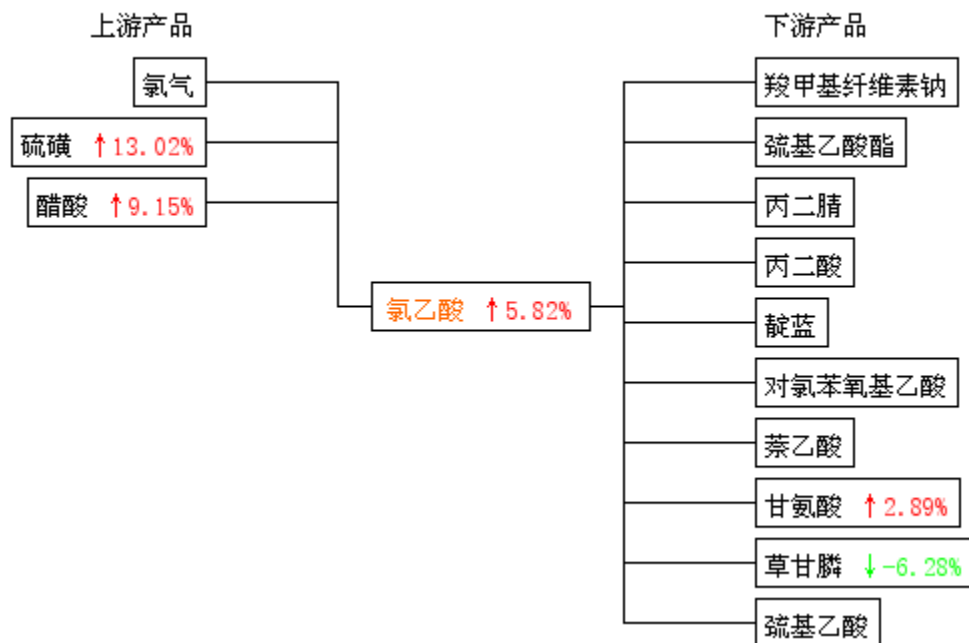 上游产品
下游产品
氯气
硫磺 ↑13.02%
醋酸 ↑9.15%
氯乙酸 ↑5.82%
羧甲基纤维素钠
巯基乙酸酯
丙二腈
丙二酸
靛蓝
对氯苯氧基乙酸
萘乙酸
甘氨酸 ↑2.89%
草甘膦 ↓-6.28%
巯基乙酸